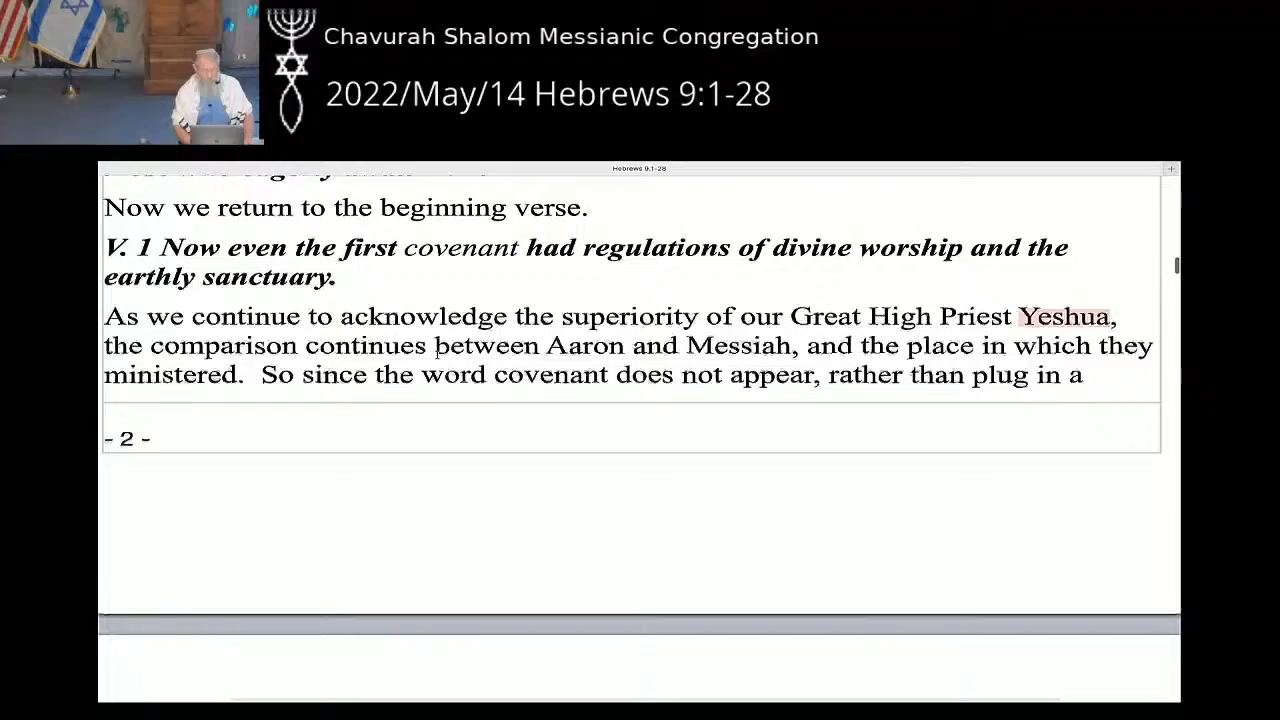 Chavurah Shalom Messianic Congregation
2022/May/14 Hebrews 9:1-28
Hebrews 9.1-28
Now we return to the beginning verse.
V. 1 Now even the first covenant had regulations of divine worship and the
earthly sanctuary.
As we continue to acknowledge the superiority of our Great High Priest Yeshua,
the comparison continues between Aaron and Messiah, and the place in which they
ministered.  So since the word covenant does not appear, rather than plug in a
- 2 -